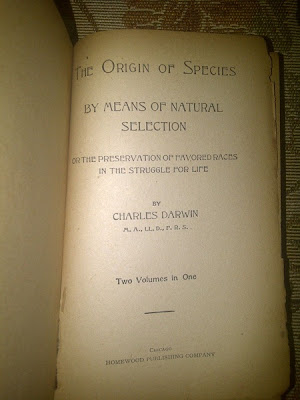 THE ORIGIN OF SPECIES
BY MEANS OF NATURAL
SELECTION
OR THE PRESERVATION OF FAVORED RACES
IN THE STRUGGLE FOR LIFE
BY
CHARLES DARWIN
M. A., LL. D., F. R. S.
Two Volumes in One
CHICAGO
HOMEWOOD PUBLISHING COMPANY